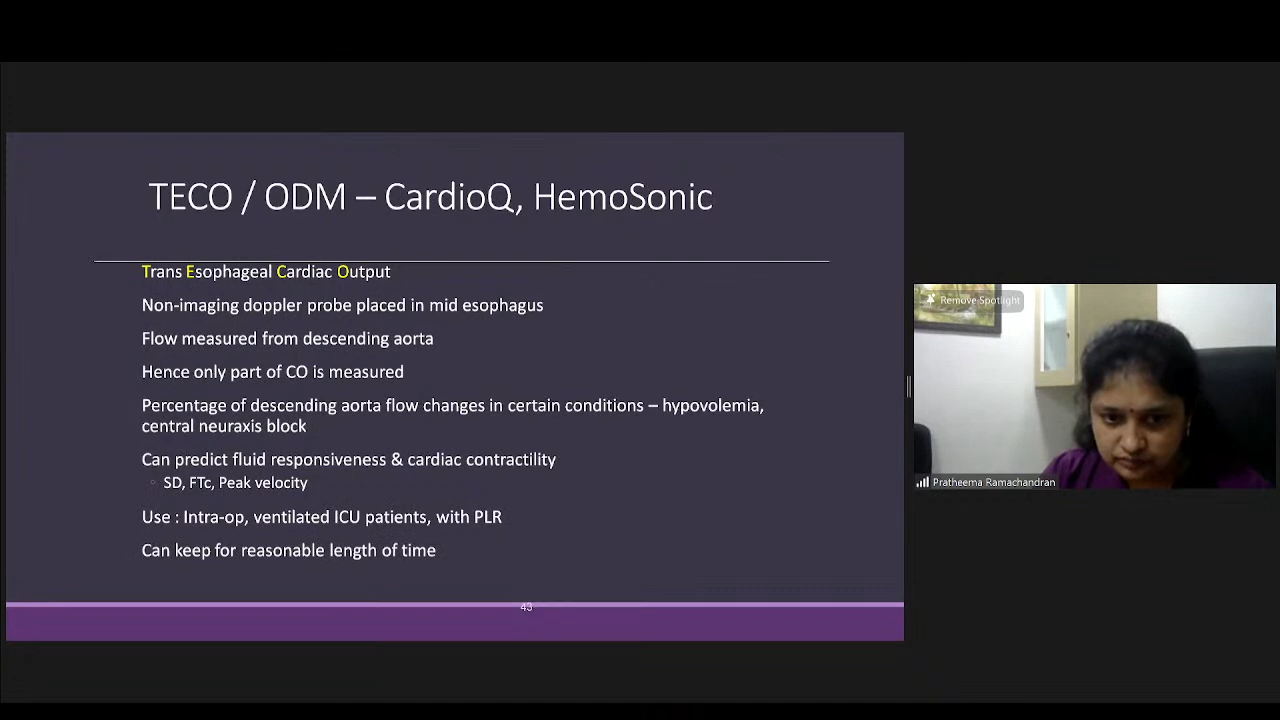 TECO / ODM – CardioQ, HemoSonic
Trans Esophageal Cardiac Output
Non-imaging doppler probe placed in mid esophagus
Flow measured from descending aorta
Hence only part of CO is measured
Percentage of descending aorta flow changes in certain conditions – hypovolemia,
central neuraxis block
Can predict fluid responsiveness & cardiac contractility
SD, FTc, Peak velocity
Use : Intra-op, ventilated ICU patients, with PLR
Can keep for reasonable length of time
43
Remove Spotlight
Pratheema Ramachandran